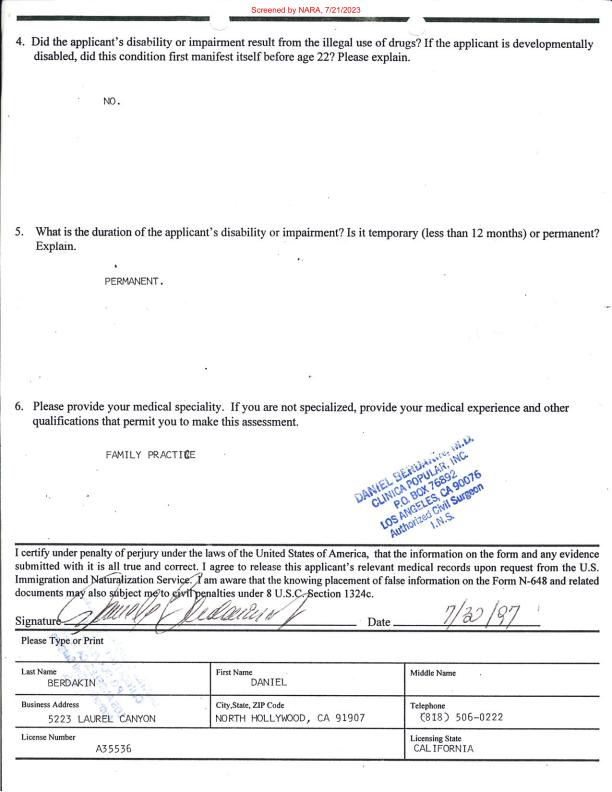 Screened by NARA, 7/21/2023
4. Did the applicant's disability or impairment result from the illegal use of drugs? If the applicant is developmentally
disabled, did this condition first manifest itself before age 22? Please explain.
NO.
5. What is the duration of the applicant's disability or impairment? Is it temporary (less than 12 months) or permanent?
Explain.
PERMANENT.
6. Please provide your medical speciality. If you are not specialized, provide your medical experience and other
qualifications that permit you to make this assessment.
FAMILY PRACTICE
DANIEL BERDAKIN, M.D.
CLINICA POPULAR, INC.
P.O. BOX 76892
LOS ANGELES, CA 90076
Authorized Civil Surgeon
I.N.S.
I certify under penalty of perjury under the laws of the United States of America, that the information on the form and any evidence
submitted with it is all true and correct. I agree to release this applicant's relevant medical records upon request from the U.S.
Immigration and Naturalization Service. I am aware that the knowing placement of false information on the Form N-648 and related
documents may also subject me to civil penalties under 8 U.S.C. Section 1324c.
Signature Date 7/30/97
Please Type or Print
Last Name First Name Middle Name
BERDAKIN DANIEL
Business Address City,State, ZIP Code Telephone
5223 LAUREL CANYON NORTH HOLLYWOOD, CA 91907 (818) 506-0222
License Number Licensing State
A35536 CALIFORNIA